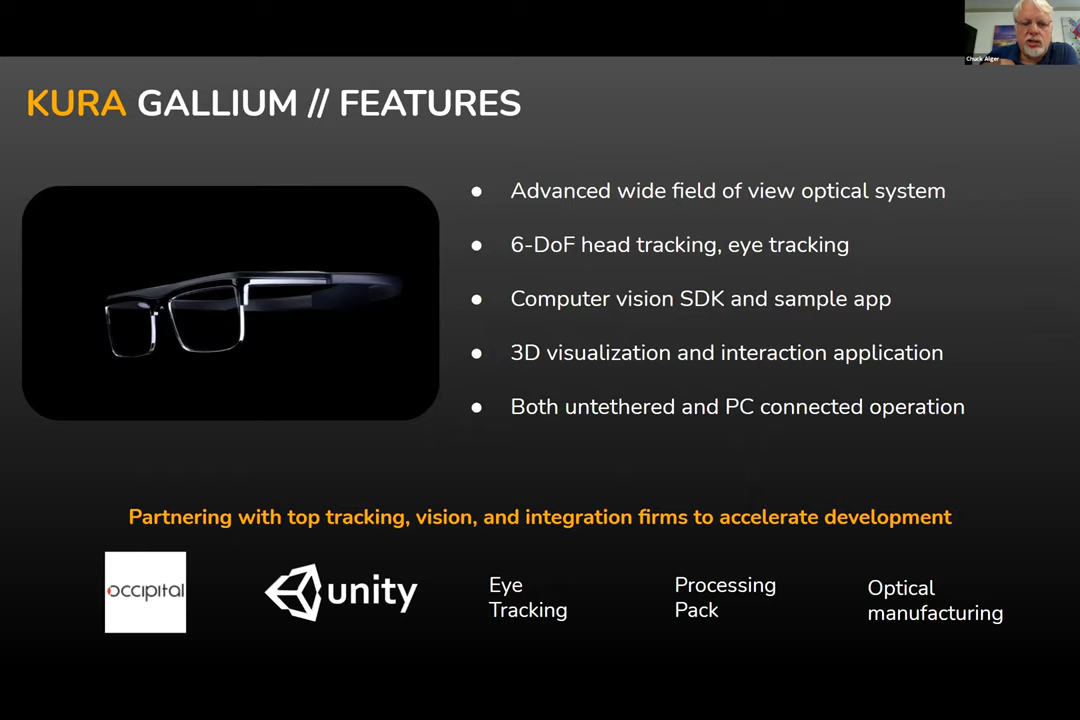 Chuck Alger
KURA GALLIUM // FEATURES
● Advanced wide field of view optical system
● 6-DoF head tracking, eye tracking
● Computer vision SDK and sample app
● 3D visualization and interaction application
● Both untethered and PC connected operation
Partnering with top tracking, vision, and integration firms to accelerate development
occipital
unity
Eye
Tracking
Processing
Pack
Optical
manufacturing